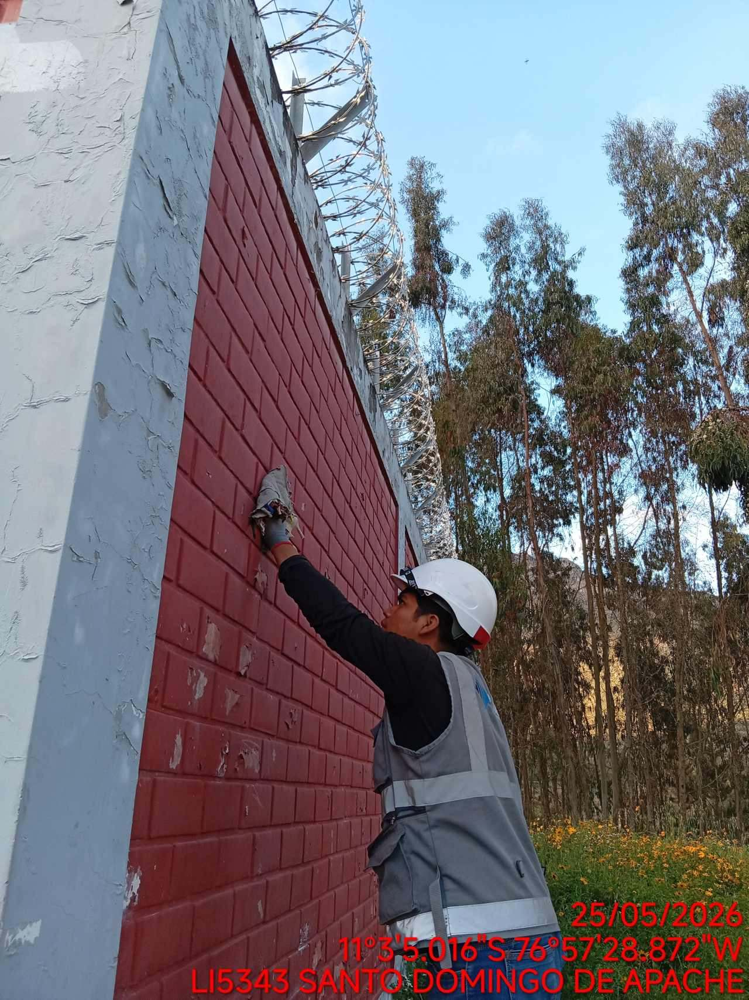 25/05/2026
11°3'5.016"S 76°57'28.872"W
LI5343 SANTO DOMINGO DE APACHE